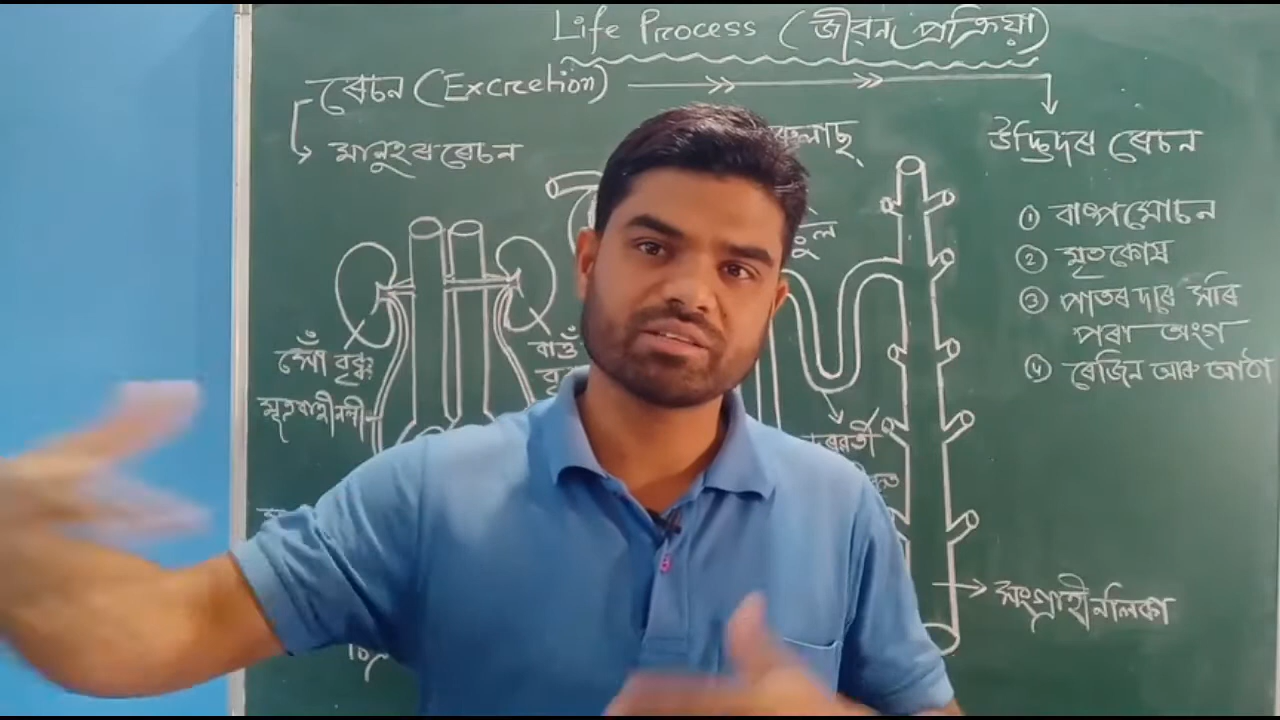 Life Process (জীৱন প্ৰক্ৰিয়া)
ৰেচন (Excretion)
মানুহৰ ৰেচন
উদ্ভিদৰ ৰেচন
① বাষ্পমোচন
② মৃতকোষ
③ পাতৰ দৰে সৰি
পৰা অংগ
④ ৰেজিন আৰু আঠা
সোঁ বৃক্ক
বাওঁ
মূত্ৰবাহীনলী
সংগ্ৰাহীনলিকা